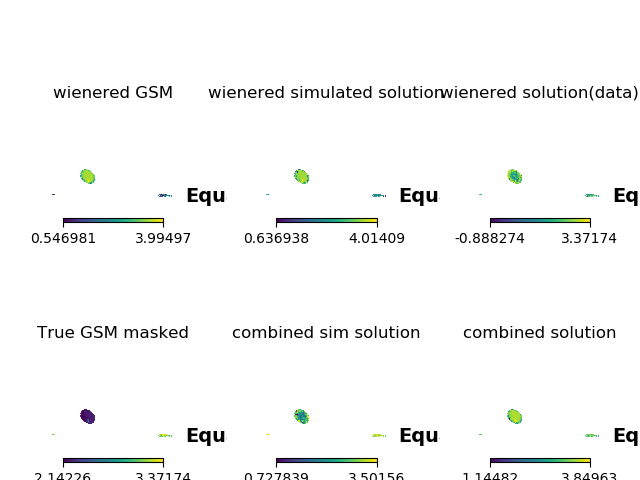 wienered GSM
wienered simulated solution
wienered solution(data)
Equ
Equ
Eq
0.546981 3.99497
0.636938 4.01409
-0.888274 3.37174
True GSM masked
combined sim solution
combined solution
Equ
Equ
Eq
2.14226 3.37174
0.727839 3.50156
1.14482 3.84963